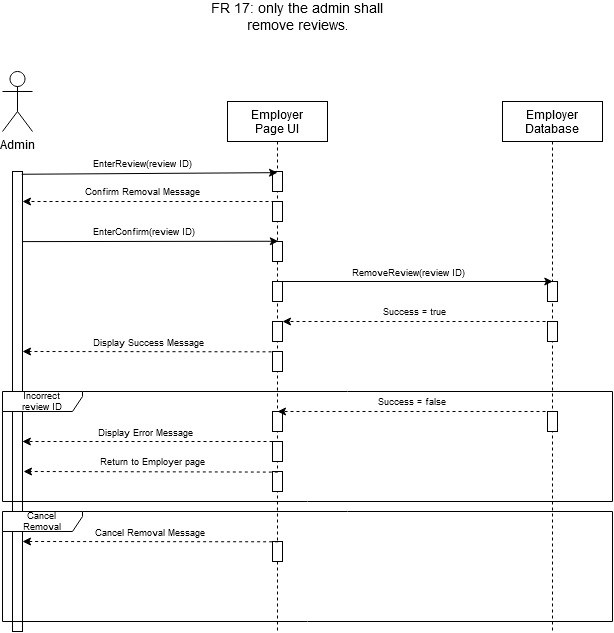 FR 17: only the admin shall
remove reviews.
Admin
Employer
Page UI
Employer
Database
EnterReview(review ID)
Confirm Removal Message
EnterConfirm(review ID)
RemoveReview(review ID)
Success = true
Display Success Message
Incorrect
review ID
Success = false
Display Error Message
Return to Employer page
Cancel
Removal
Cancel Removal Message